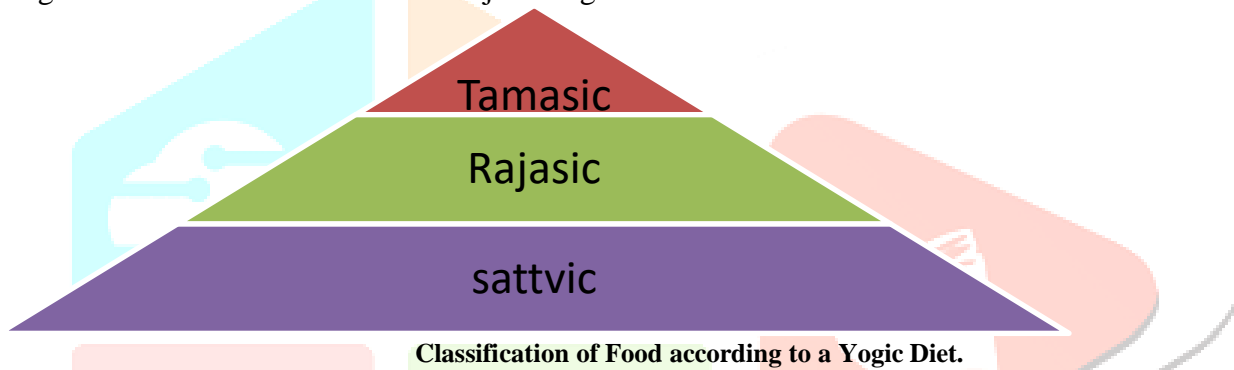 Tamasic
Rajasic
sattvic
Classification of Food according to a Yogic Diet.